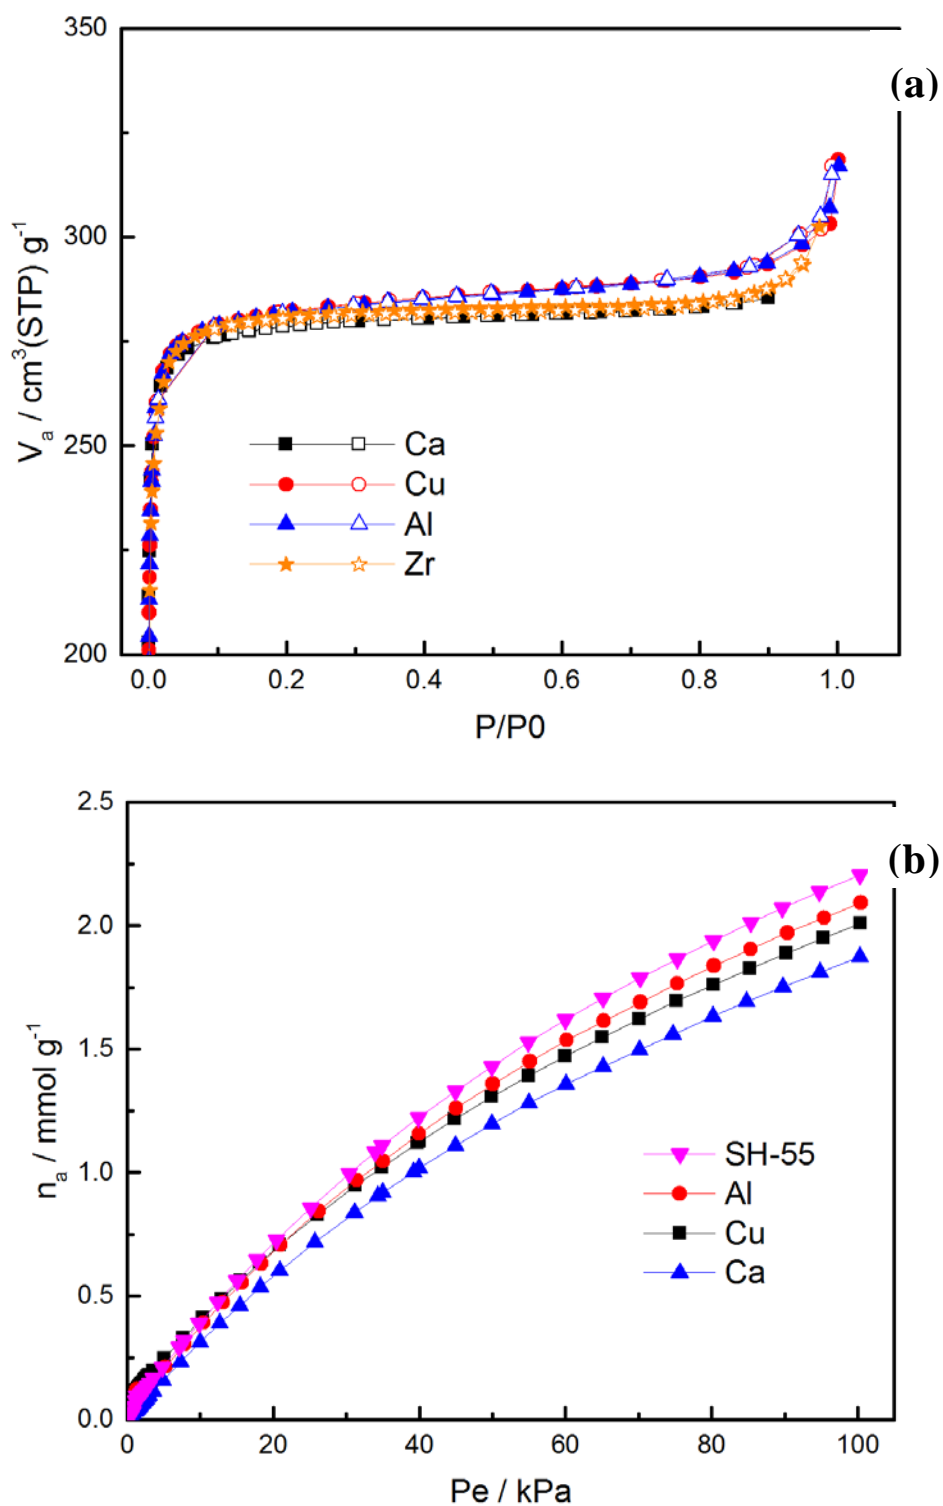 350
(a)
300
250
200
V_a / cm^3(STP) g^-1
Ca
Cu
Al
Zr
0.0 0.2 0.4 0.6 0.8 1.0
P/P0
2.5
(b)
2.0
1.5
1.0
0.5
0.0
n_a / mmol g^-1
SH-55
Al
Cu
Ca
0 20 40 60 80 100
Pe / kPa